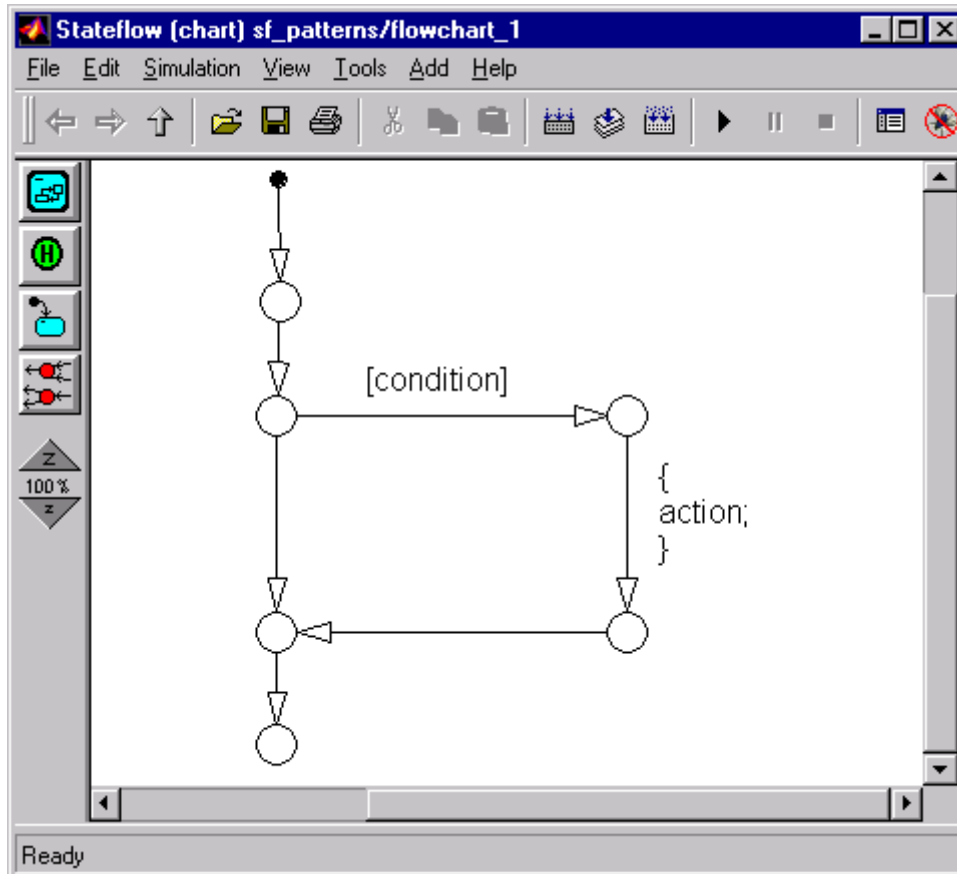 Stateflow (chart) sf_patterns/flowchart_1
File Edit Simulation View Tools Add Help
H
[condition]
{
action;
}
Z
100%
z
Ready